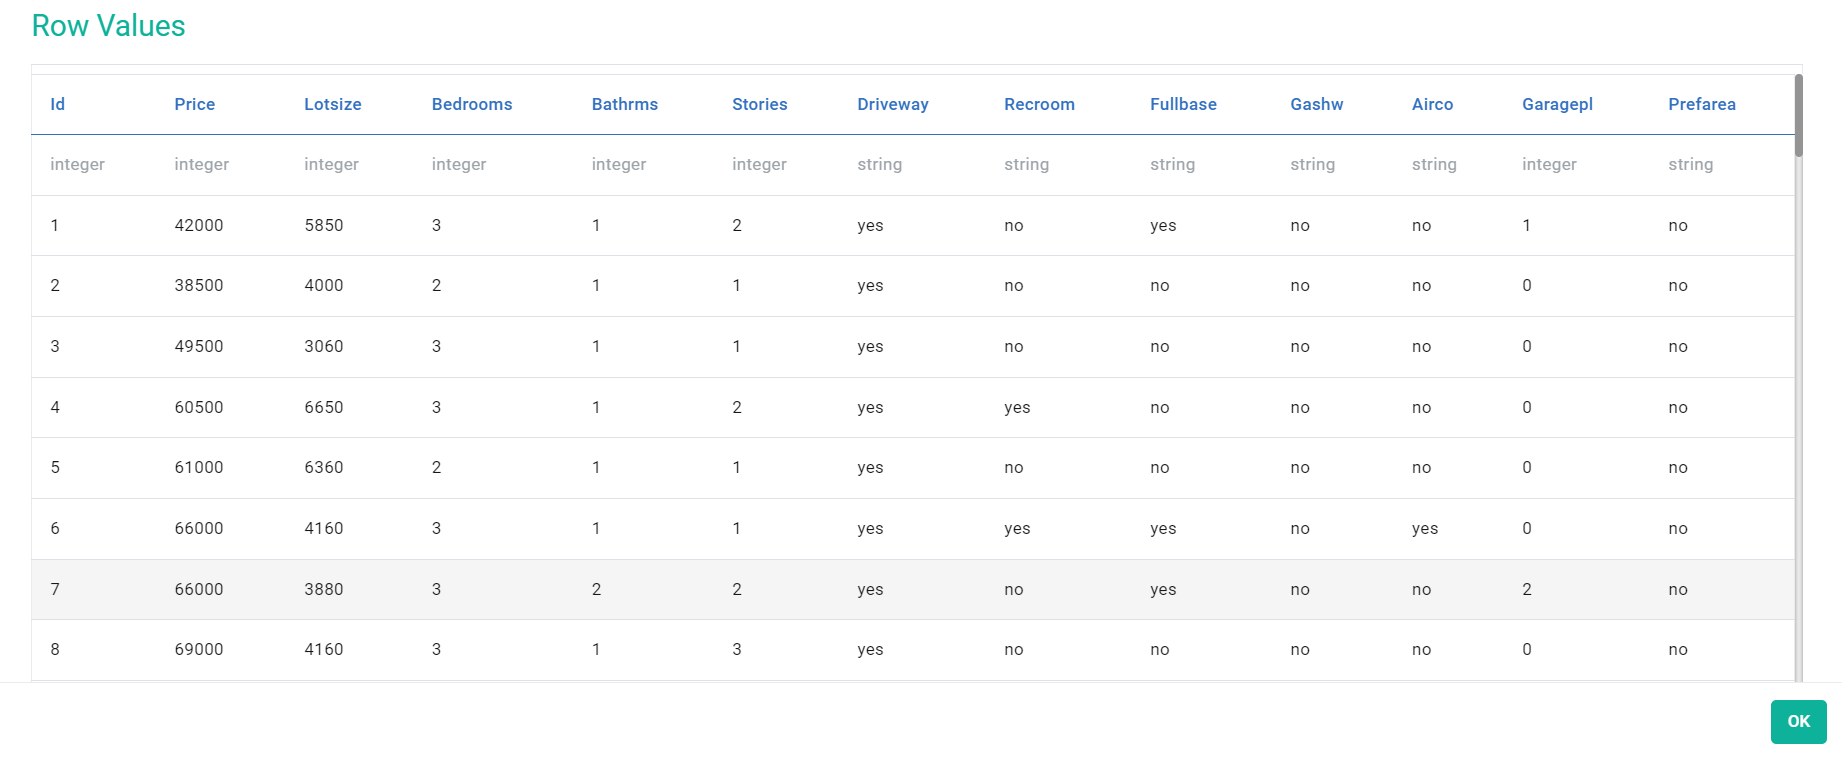 Row Values
Id Price Lotsize Bedrooms Bathrms Stories Driveway Recroom Fullbase Gashw Airco Garagepl Prefarea
integer integer integer integer integer integer string string string string string integer string
1 42000 5850 3 1 2 yes no yes no no 1 no
2 38500 4000 2 1 1 yes no no no no 0 no
3 49500 3060 3 1 1 yes no no no no 0 no
4 60500 6650 3 1 2 yes yes no no no 0 no
5 61000 6360 2 1 1 yes no no no no 0 no
6 66000 4160 3 1 1 yes yes yes no yes 0 no
7 66000 3880 3 2 2 yes no yes no no 2 no
8 69000 4160 3 1 3 yes no no no no 0 no
OK